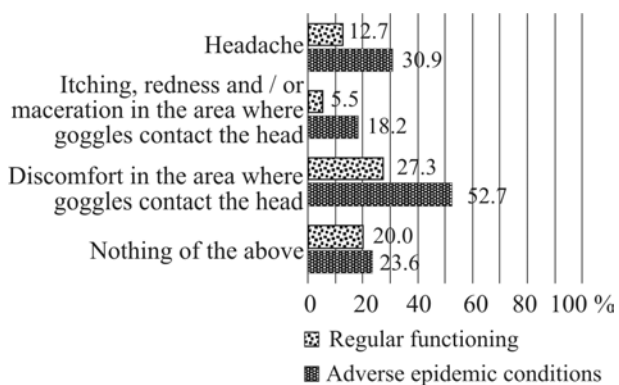 Headache
12.7
30.9
Itching, redness and / or
maceration in the area where
goggles contact the head
5.5
18.2
Discomfort in the area where
goggles contact the head
27.3
52.7
Nothing of the above
20.0
23.6
0 20 40 60 80 100 %
Regular functioning
Adverse epidemic conditions